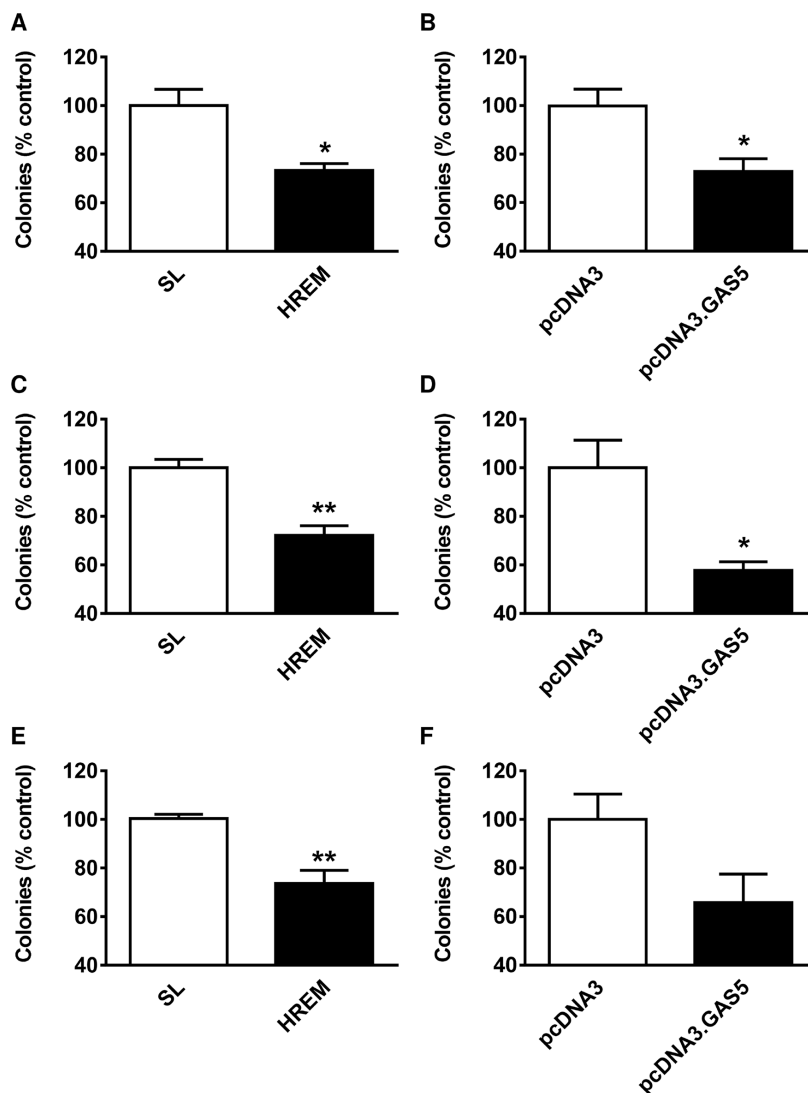 A
Colonies (% control)
120
100
80
60
40
*
SL
HREM
B
Colonies (% control)
120
100
80
60
40
*
pcDNA3
pcDNA3.GAS5
C
Colonies (% control)
120
100
80
60
40
**
SL
HREM
D
Colonies (% control)
120
100
80
60
40
*
pcDNA3
pcDNA3.GAS5
E
Colonies (% control)
120
100
80
60
40
**
SL
HREM
F
Colonies (% control)
120
100
80
60
40
pcDNA3
pcDNA3.GAS5